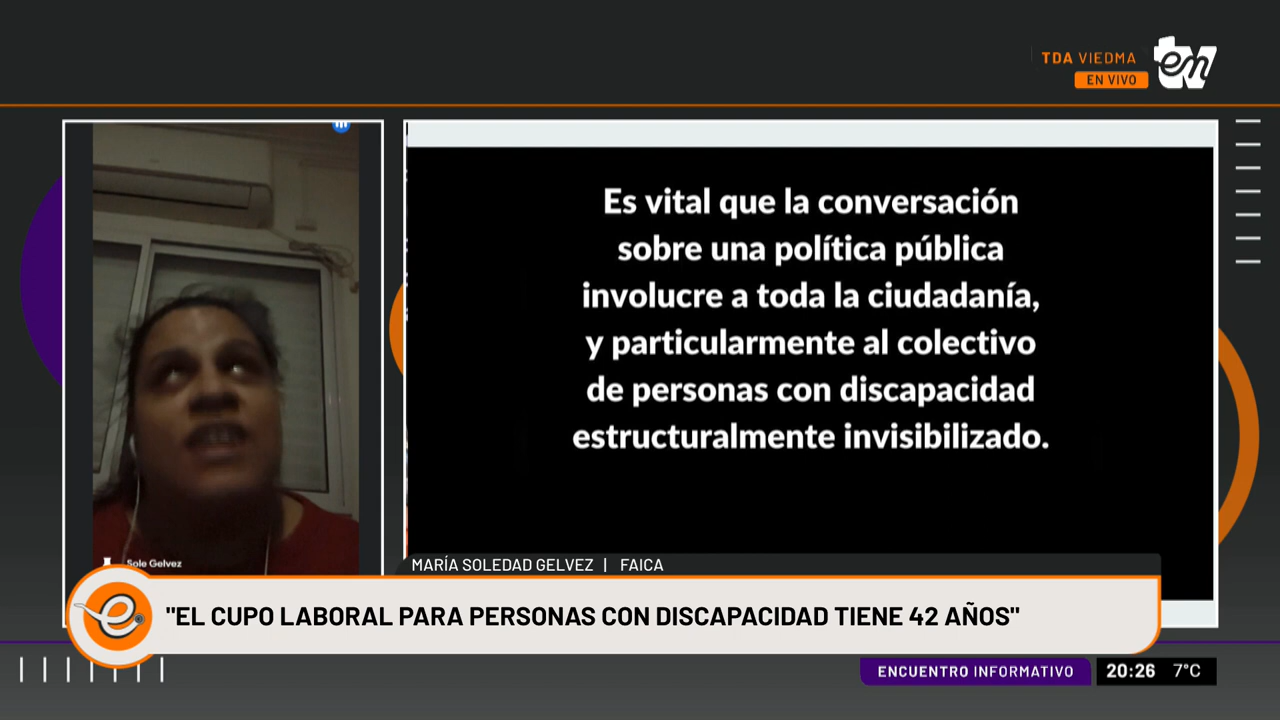 TDA VIEDMA
EN VIVO
em
Es vital que la conversación
sobre una política pública
involucre a toda la ciudadanía,
y particularmente al colectivo
de personas con discapacidad
estructuralmente invisibilizado.
Sole Gelvez
MARÍA SOLEDAD GELVEZ | FAICA
"EL CUPO LABORAL PARA PERSONAS CON DISCAPACIDAD TIENE 42 AÑOS"
e
ENCUENTRO INFORMATIVO
20:26 7°C